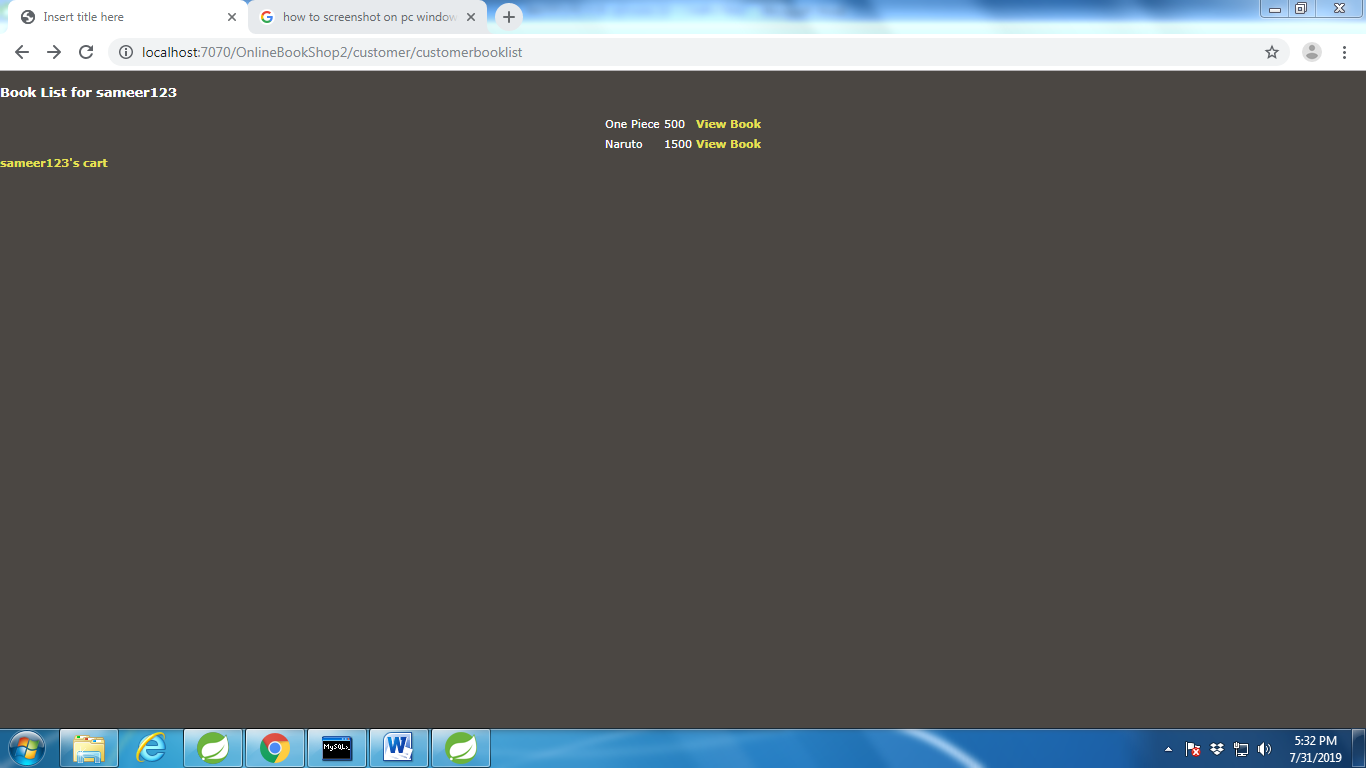 Insert title here
how to screenshot on pc window
localhost:7070/OnlineBookShop2/customer/customerbooklist
Book List for sameer123
One Piece 500 View Book
Naruto 1500 View Book
sameer123's cart
MySQL
5:32 PM
7/31/2019